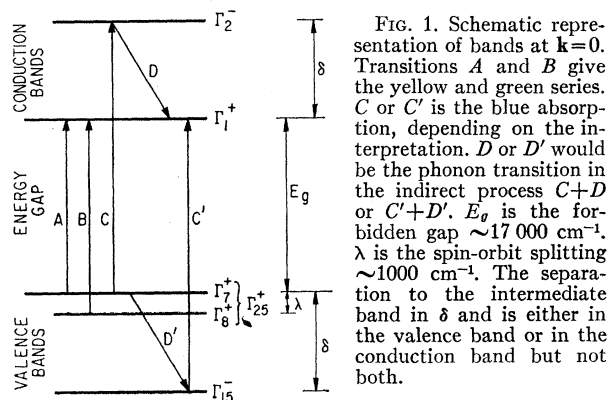 CONDUCTION
BANDS
ENERGY
GAP
VALENCE
BANDS
Γ₂⁻
D
δ
Γ₁⁺
A
B
C
C′
E_g
Γ₇⁺
Γ₈⁺
Γ₂₅⁺
λ
D′
δ
Γ₁₅⁻
FIG. 1. Schematic repre-
sentation of bands at k=0.
Transitions A and B give
the yellow and green series.
C or C′ is the blue absorp-
tion, depending on the in-
terpretation. D or D′ would
be the phonon transition in
the indirect process C+D
or C′+D′. E_g is the for-
bidden gap ∼17 000 cm⁻¹.
λ is the spin-orbit splitting
∼1000 cm⁻¹. The separa-
tion to the intermediate
band in δ and is either in
the valence band or in the
conduction band but not
both.